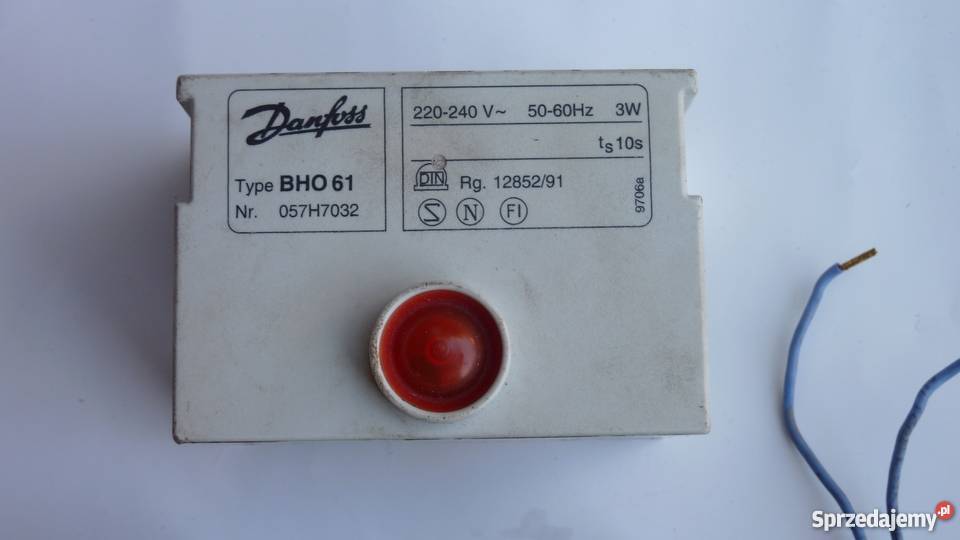 Danfoss
Type BHO 61
Nr. 057H7032
220-240 V~ 50-60Hz 3W
ts 10s
DIN Rg. 12852/91
S N FI
9706a
Sprzedajemy.pl